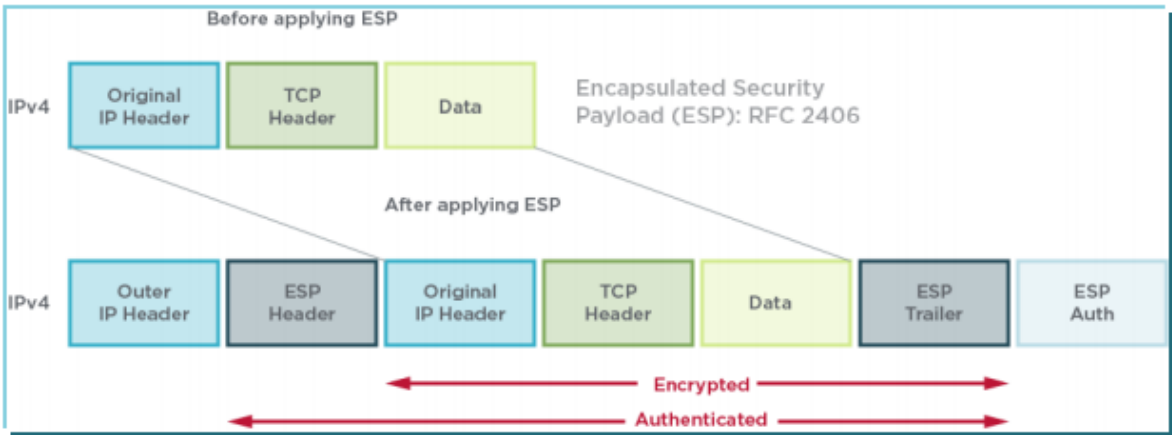 Before applying ESP
IPv4
Original
IP Header
TCP
Header
Data
Encapsulated Security
Payload (ESP): RFC 2406
After applying ESP
IPv4
Outer
IP Header
ESP
Header
Original
IP Header
TCP
Header
Data
ESP
Trailer
ESP
Auth
Encrypted
Authenticated